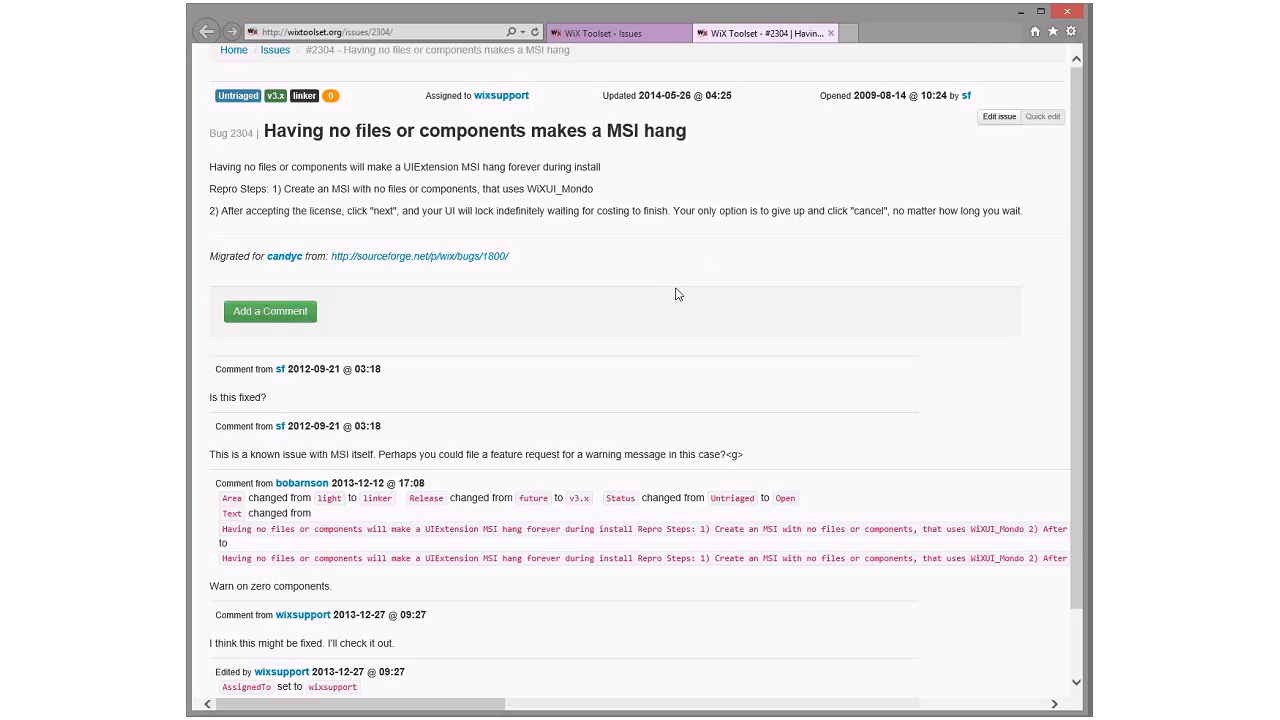 http://wixtoolset.org/issues/2304/
WiX Toolset - Issues
WiX Toolset - #2304 | Havin...
Home / Issues / #2304 - Having no files or components makes a MSI hang
Untriaged v3.x linker 0
Assigned to wixsupport
Updated 2014-05-26 @ 04:25
Opened 2009-08-14 @ 10:24 by sf
Edit issue Quick edit
Bug 2304 | Having no files or components makes a MSI hang
Having no files or components will make a UIExtension MSI hang forever during install
Repro Steps: 1) Create an MSI with no files or components, that uses WiXUI_Mondo
2) After accepting the license, click "next", and your UI will lock indefinitely waiting for costing to finish. Your only option is to give up and click "cancel", no matter how long you wait.
Migrated for candyc from: http://sourceforge.net/p/wix/bugs/1800/
Add a Comment
Comment from sf 2012-09-21 @ 03:18
Is this fixed?
Comment from sf 2012-09-21 @ 03:18
This is a known issue with MSI itself. Perhaps you could file a feature request for a warning message in this case?<g>
Comment from bobarnson 2013-12-12 @ 17:08
Area changed from light to linker Release changed from future to v3.x Status changed from Untriaged to Open
Text changed from
Having no files or components will make a UIExtension MSI hang forever during install Repro Steps: 1) Create an MSI with no files or components, that uses WiXUI_Mondo 2) After
to
Having no files or components will make a UIExtension MSI hang forever during install Repro Steps: 1) Create an MSI with no files or components, that uses WiXUI_Mondo 2) After
Warn on zero components.
Comment from wixsupport 2013-12-27 @ 09:27
I think this might be fixed. I'll check it out.
Edited by wixsupport 2013-12-27 @ 09:27
AssignedTo set to wixsupport